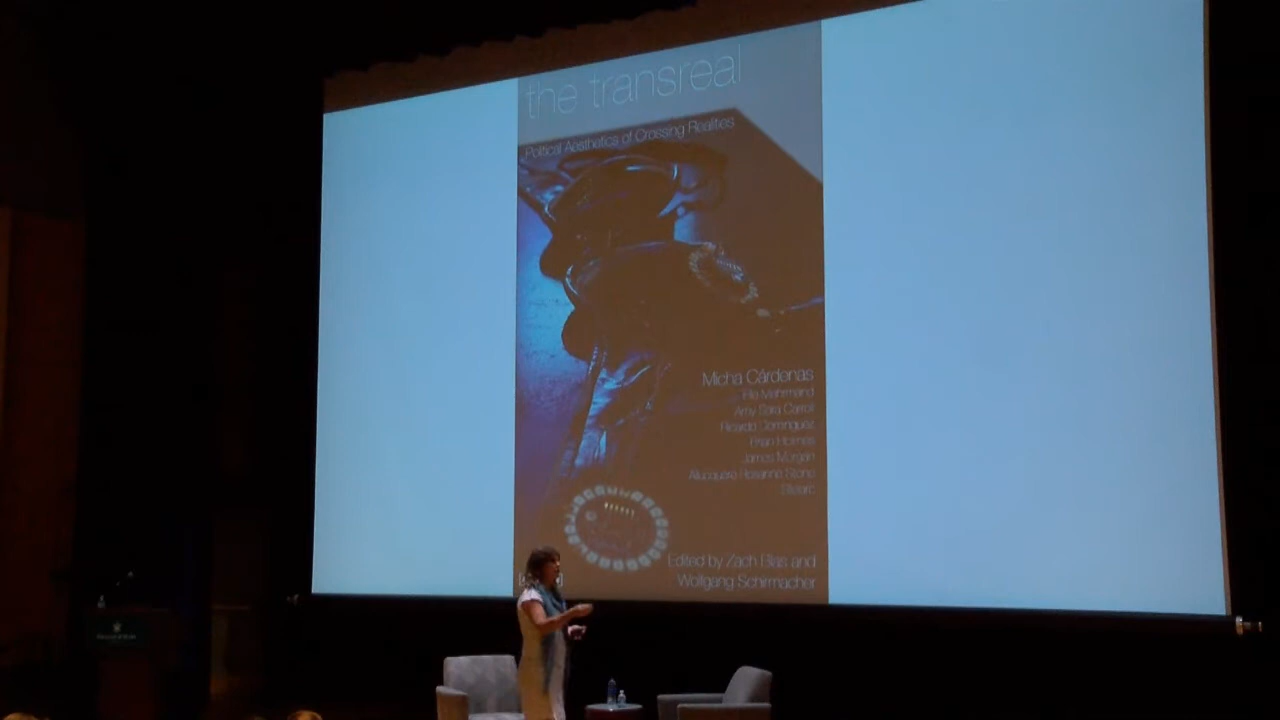 the transreal
Political Aesthetics of Crossing Realities
Micha Cárdenas
Elle Mehrmand
Amy Sara Carroll
Ricardo Dominguez
Brian Holmes
James Morgan
Allucquére Rosanne Stone
Stelarc
Edited by Zach Blas and
Wolfgang Schirmacher